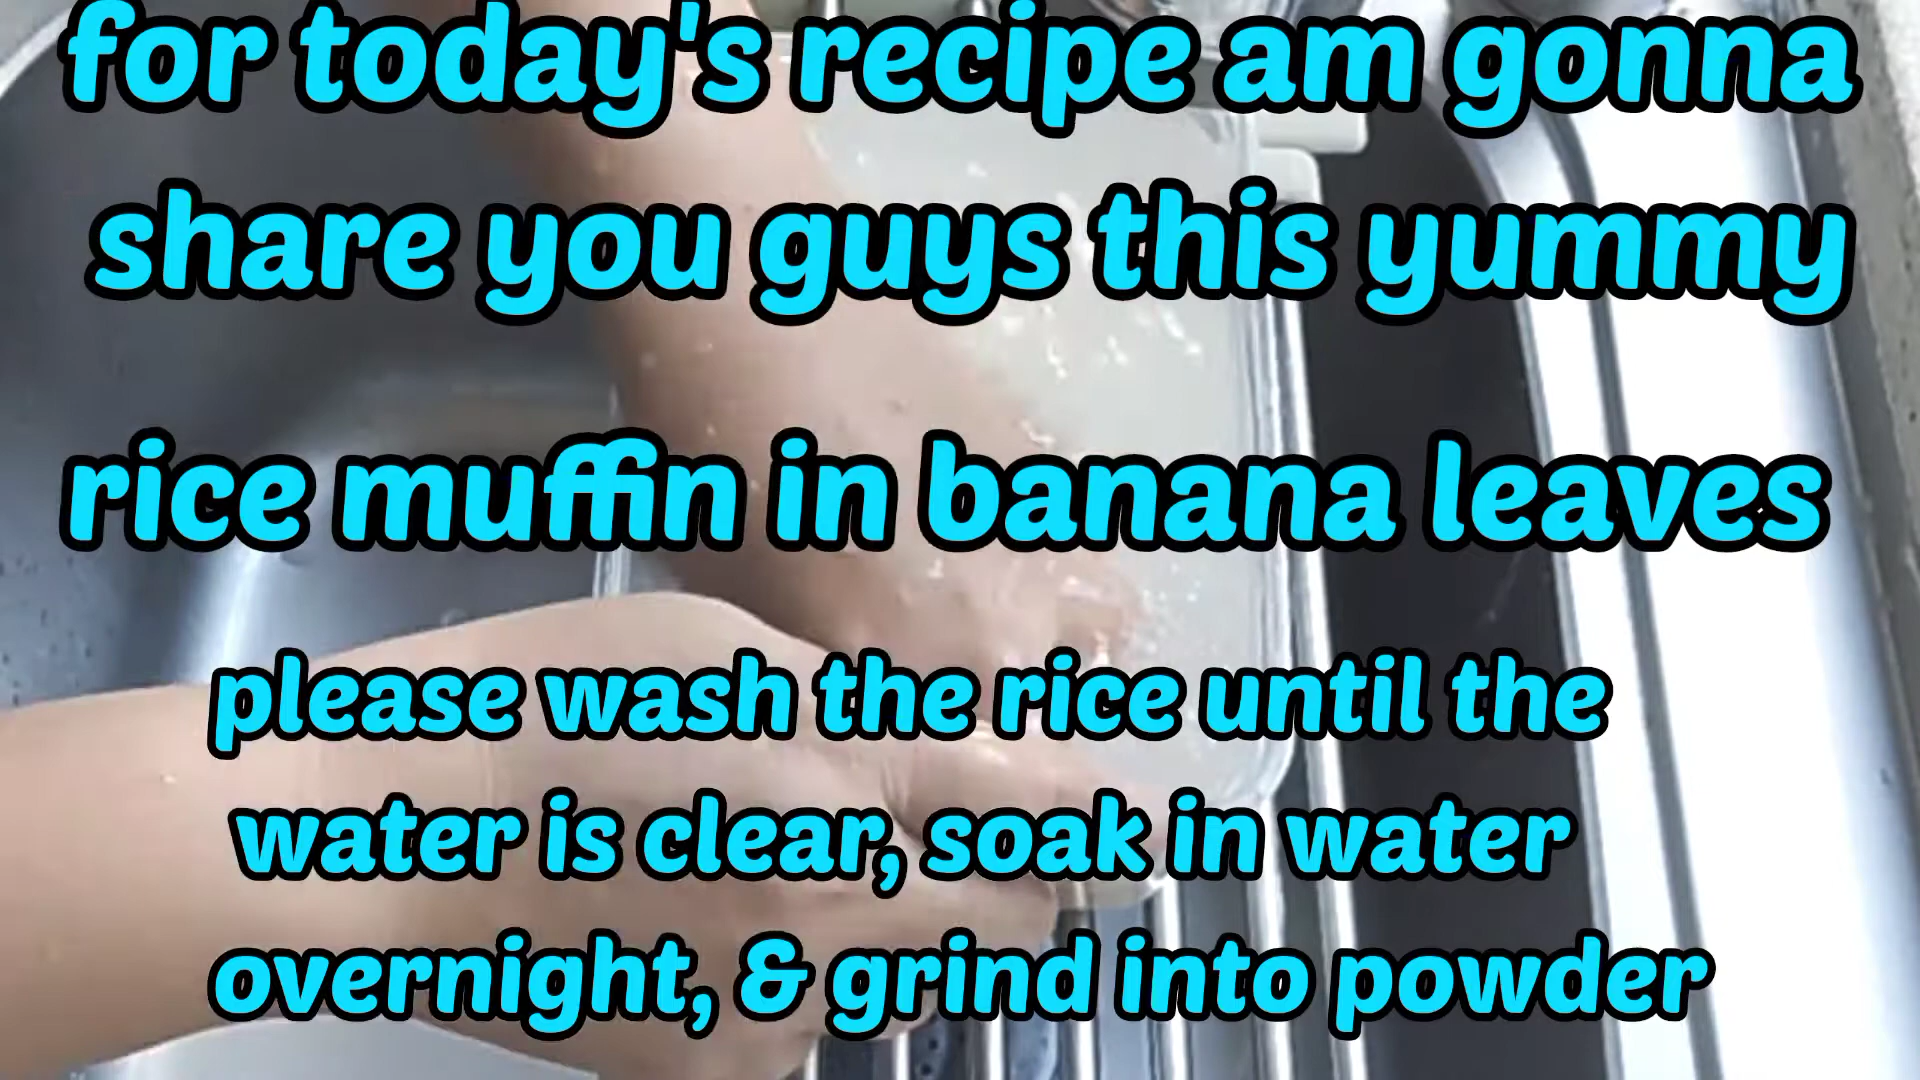 for today's recipe am gonna
share you guys this yummy
rice muffin in banana leaves
please wash the rice until the
water is clear, soak in water
overnight, & grind into powder